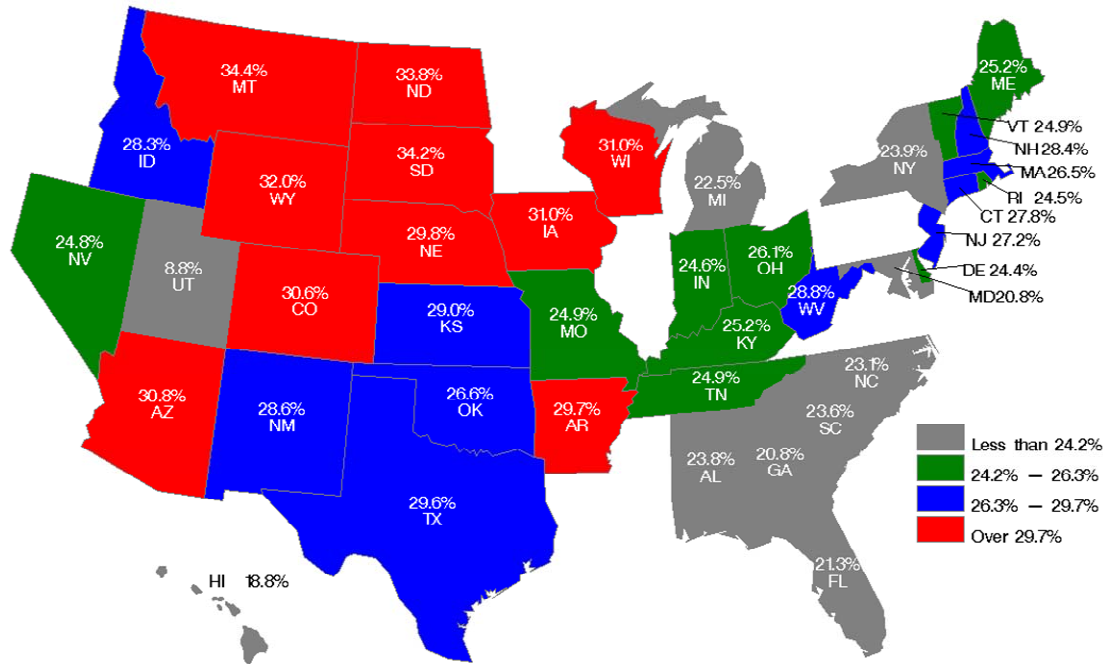 34.4%
MT
33.8%
ND
25.2%
ME
28.3%
ID
32.0%
WY
34.2%
SD
31.0%
WI
22.5%
MI
23.9%
NY
VT 24.9%
NH 28.4%
MA 26.5%
RI 24.5%
CT 27.8%
NJ 27.2%
DE 24.4%
MD 20.8%
24.8%
NV
8.8%
UT
30.6%
CO
29.8%
NE
31.0%
IA
24.6%
IN
26.1%
OH
28.8%
WV
29.0%
KS
24.9%
MO
25.2%
KY
30.8%
AZ
28.6%
NM
26.6%
OK
29.7%
AR
24.9%
TN
23.1%
NC
23.6%
SC
23.8%
AL
20.8%
GA
29.6%
TX
21.3%
FL
HI 18.8%
Less than 24.2%
24.2% – 26.3%
26.3% – 29.7%
Over 29.7%